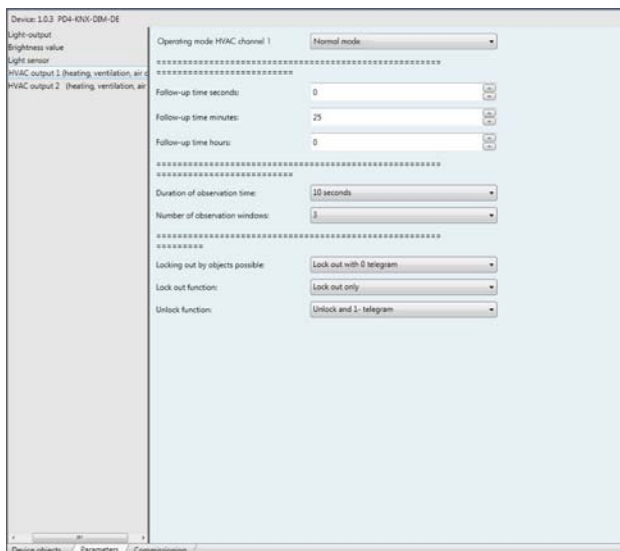 Device: 1.0.3 PD4-KNX-DIM-DE
Light-output
Brightness value
Light sensor
HVAC output 1 (heating, ventilation, air c
HVAC output 2 (heating, ventilation, air
Operating mode HVAC channel 1
Normal mode
Follow-up time seconds:
0
Follow-up time minutes:
25
Follow-up time hours:
0
Duration of observation time:
10 seconds
Number of observation windows:
3
Locking out by objects possible:
Lock out with 0 telegram
Lock out function:
Lock out only
Unlock function:
Unlock and 1- telegram
Device objects
Parameters
Commissioning